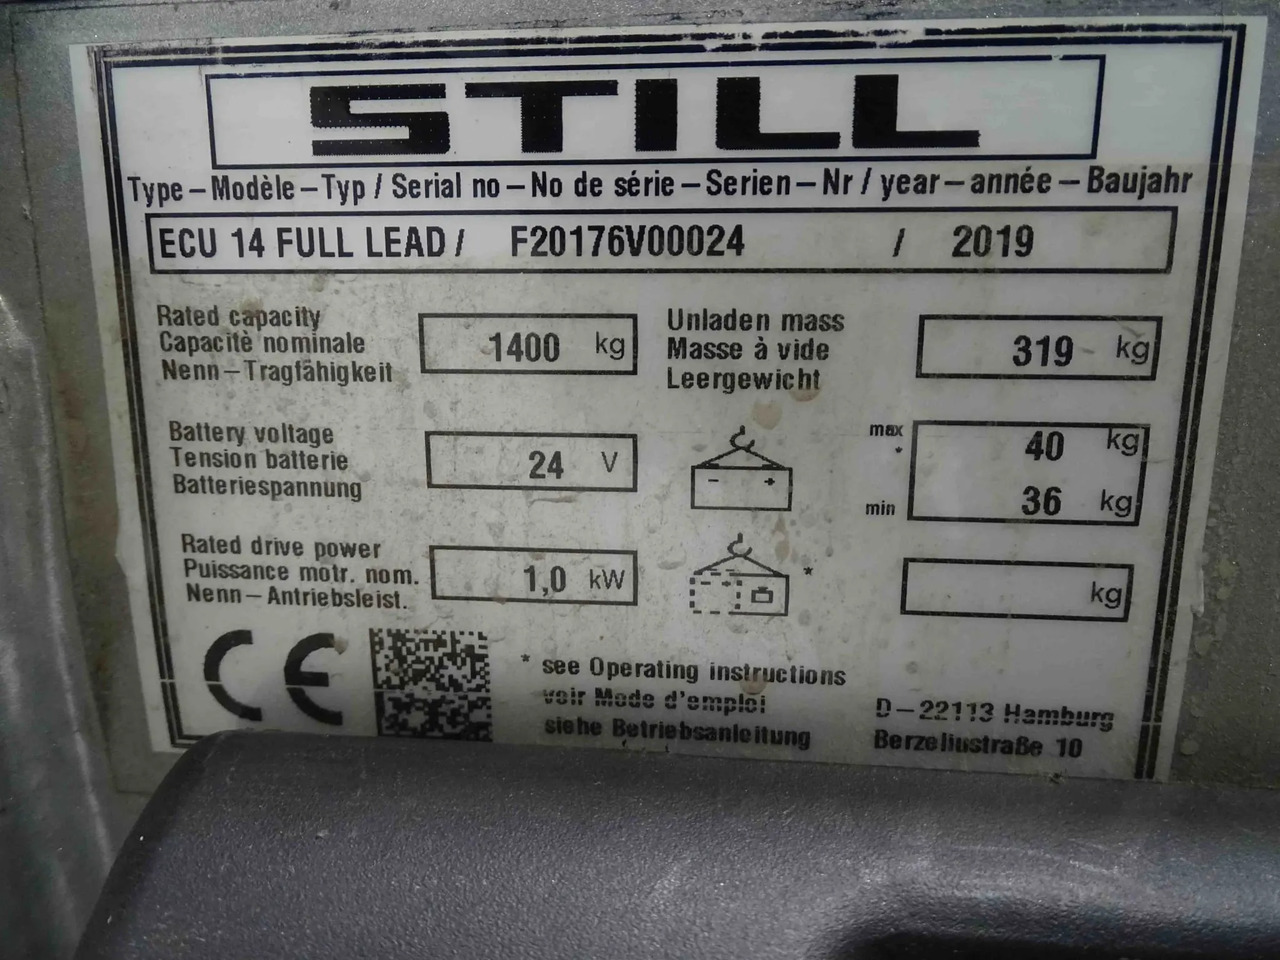 STILL
Type – Modèle – Typ / Serial no – No de série – Serien – Nr / year – année – Baujahr
ECU 14 FULL LEAD / F20176V00024 / 2019
Rated capacity
Capacitè nominale
Nenn – Tragfähigkeit
1400 kg
Unladen mass
Masse à vide
Leergewicht
319 kg
Battery voltage
Tension batterie
Batteriespannung
24 V
- +
max 40 kg
*
min 36 kg
Rated drive power
Puissance motr. nom.
Nenn – Antriebsleist.
1,0 kW
- +
*
kg
CE
* see Operating instructions
voir Mode d'emploi
siehe Betriebsanleitung
D – 22113 Hamburg
Berzeliustraße 10